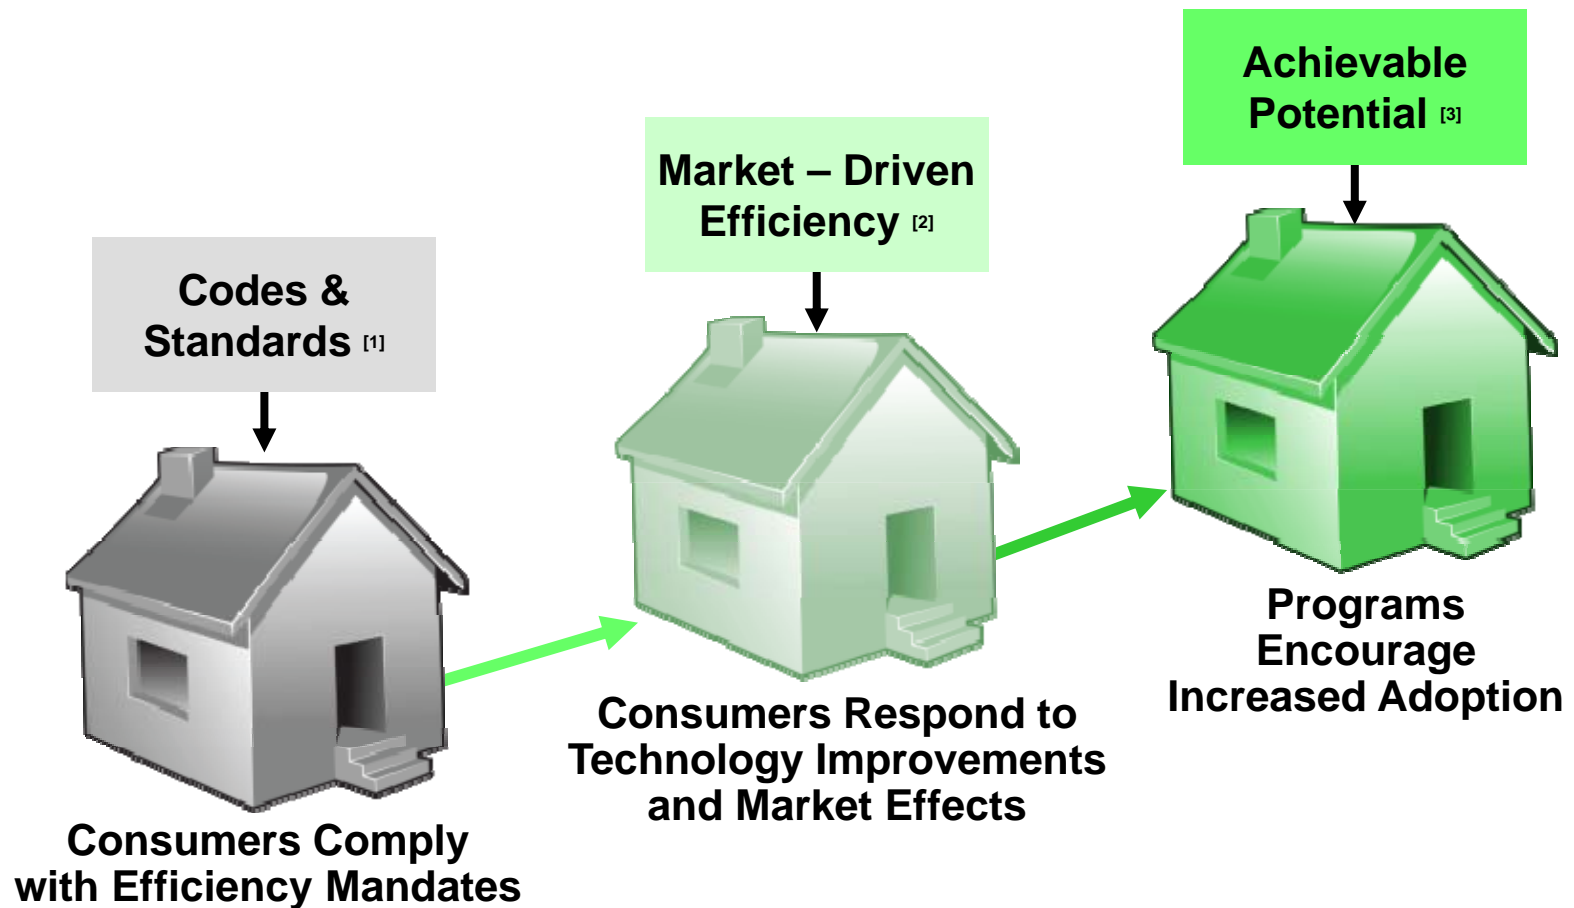 Codes &
Standards [1]
Consumers Comply
with Efficiency Mandates
Market – Driven
Efficiency [2]
Consumers Respond to
Technology Improvements
and Market Effects
Achievable
Potential [3]
Programs
Encourage
Increased Adoption